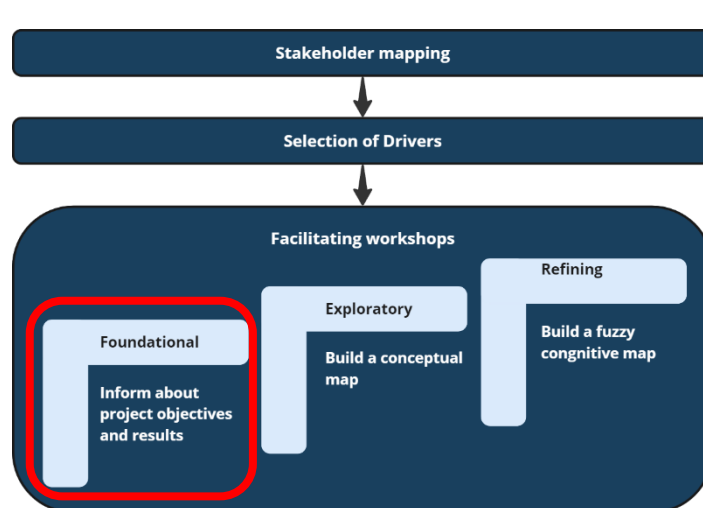 Stakeholder mapping
Selection of Drivers
Facilitating workshops
Foundational
Inform about
project objectives
and results
Exploratory
Build a conceptual
map
Refining
Build a fuzzy
congnitive map